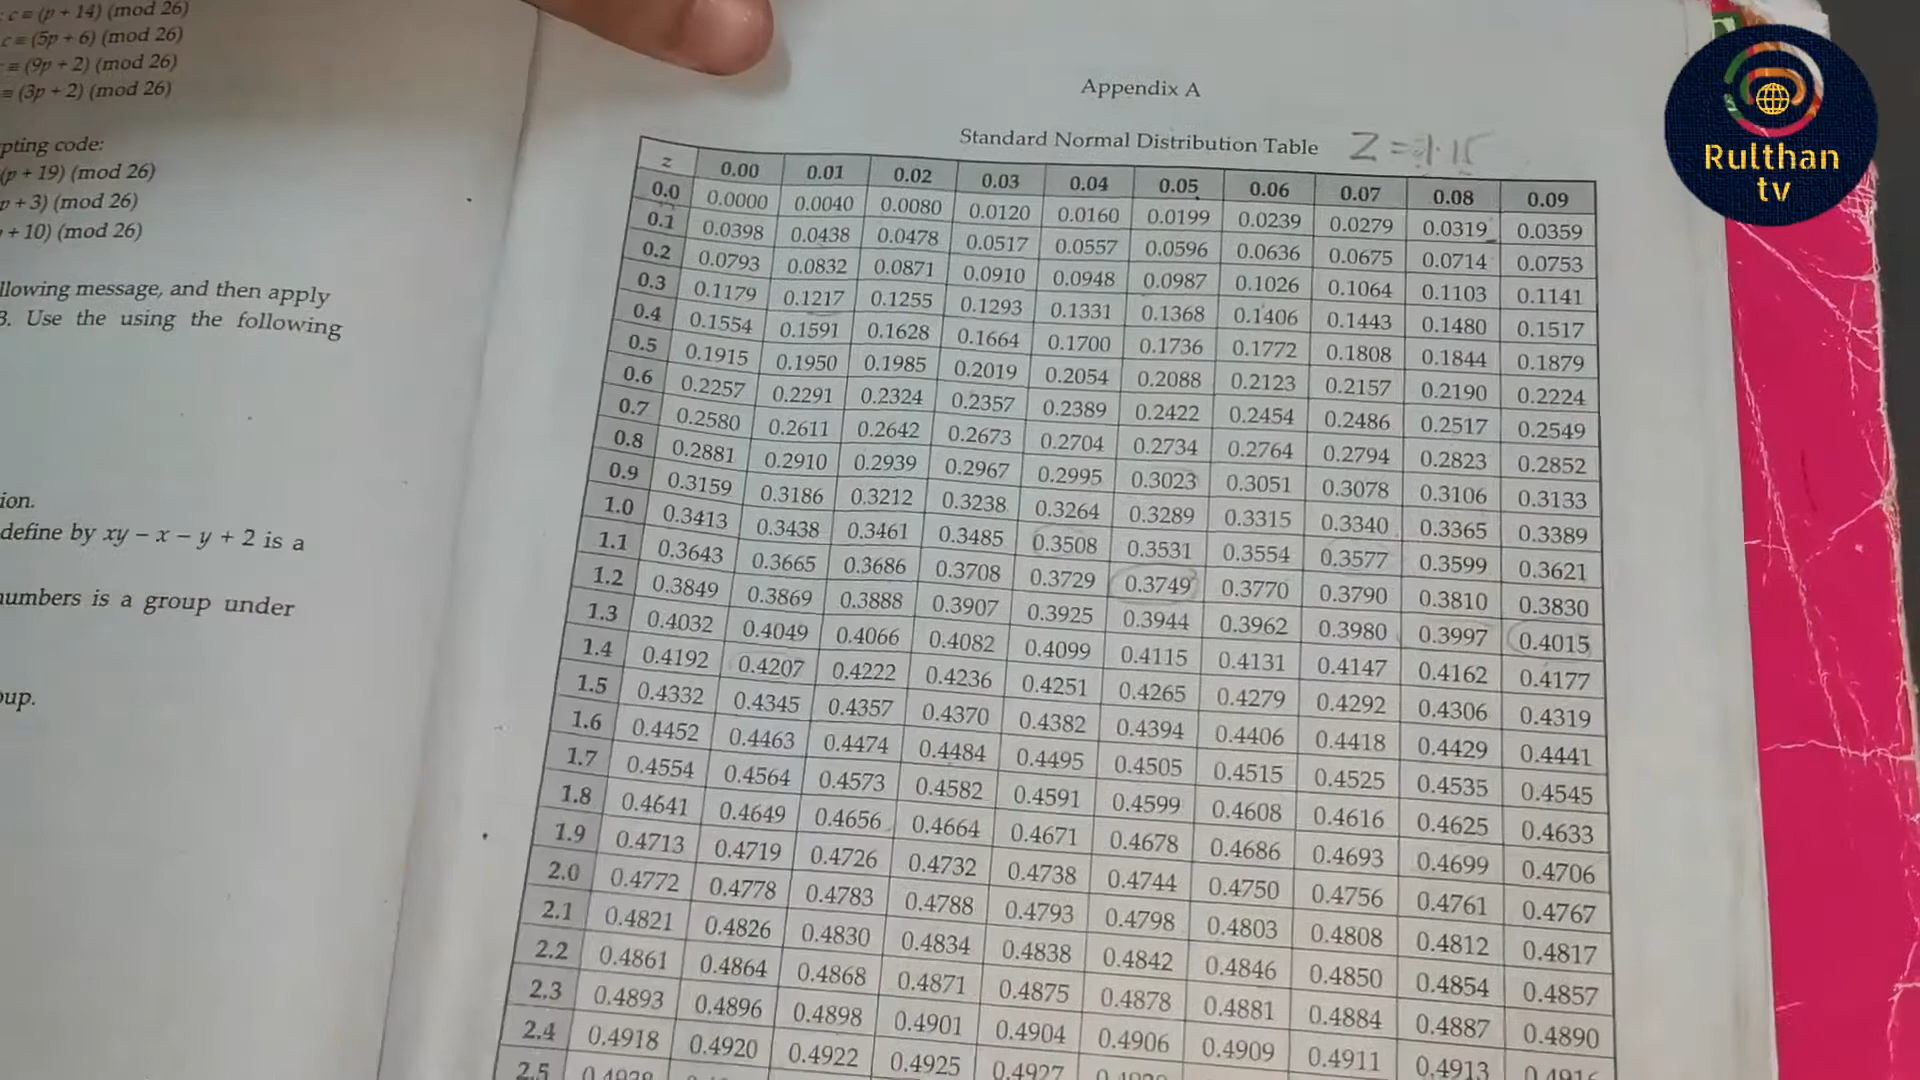 c ≡ (p + 14) (mod 26)
c ≡ (5p + 6) (mod 26)
≡ (9p + 2) (mod 26)
≡ (3p + 2) (mod 26)
pting code:
(p + 19) (mod 26)
p + 3) (mod 26)
+ 10) (mod 26)
llowing message, and then apply
3. Use the using the following
ion.
define by xy – x – y + 2 is a
numbers is a group under
oup.
Appendix A
Standard Normal Distribution Table Z =
z 0.00 0.01 0.02 0.03 0.04 0.05 0.06 0.07 0.08 0.09
0.0 0.0000 0.0040 0.0080 0.0120 0.0160 0.0199 0.0239 0.0279 0.0319 0.0359
0.1 0.0398 0.0438 0.0478 0.0517 0.0557 0.0596 0.0636 0.0675 0.0714 0.0753
0.2 0.0793 0.0832 0.0871 0.0910 0.0948 0.0987 0.1026 0.1064 0.1103 0.1141
0.3 0.1179 0.1217 0.1255 0.1293 0.1331 0.1368 0.1406 0.1443 0.1480 0.1517
0.4 0.1554 0.1591 0.1628 0.1664 0.1700 0.1736 0.1772 0.1808 0.1844 0.1879
0.5 0.1915 0.1950 0.1985 0.2019 0.2054 0.2088 0.2123 0.2157 0.2190 0.2224
0.6 0.2257 0.2291 0.2324 0.2357 0.2389 0.2422 0.2454 0.2486 0.2517 0.2549
0.7 0.2580 0.2611 0.2642 0.2673 0.2704 0.2734 0.2764 0.2794 0.2823 0.2852
0.8 0.2881 0.2910 0.2939 0.2967 0.2995 0.3023 0.3051 0.3078 0.3106 0.3133
0.9 0.3159 0.3186 0.3212 0.3238 0.3264 0.3289 0.3315 0.3340 0.3365 0.3389
1.0 0.3413 0.3438 0.3461 0.3485 0.3508 0.3531 0.3554 0.3577 0.3599 0.3621
1.1 0.3643 0.3665 0.3686 0.3708 0.3729 0.3749 0.3770 0.3790 0.3810 0.3830
1.2 0.3849 0.3869 0.3888 0.3907 0.3925 0.3944 0.3962 0.3980 0.3997 0.4015
1.3 0.4032 0.4049 0.4066 0.4082 0.4099 0.4115 0.4131 0.4147 0.4162 0.4177
1.4 0.4192 0.4207 0.4222 0.4236 0.4251 0.4265 0.4279 0.4292 0.4306 0.4319
1.5 0.4332 0.4345 0.4357 0.4370 0.4382 0.4394 0.4406 0.4418 0.4429 0.4441
1.6 0.4452 0.4463 0.4474 0.4484 0.4495 0.4505 0.4515 0.4525 0.4535 0.4545
1.7 0.4554 0.4564 0.4573 0.4582 0.4591 0.4599 0.4608 0.4616 0.4625 0.4633
1.8 0.4641 0.4649 0.4656 0.4664 0.4671 0.4678 0.4686 0.4693 0.4699 0.4706
1.9 0.4713 0.4719 0.4726 0.4732 0.4738 0.4744 0.4750 0.4756 0.4761 0.4767
2.0 0.4772 0.4778 0.4783 0.4788 0.4793 0.4798 0.4803 0.4808 0.4812 0.4817
2.1 0.4821 0.4826 0.4830 0.4834 0.4838 0.4842 0.4846 0.4850 0.4854 0.4857
2.2 0.4861 0.4864 0.4868 0.4871 0.4875 0.4878 0.4881 0.4884 0.4887 0.4890
2.3 0.4893 0.4896 0.4898 0.4901 0.4904 0.4906 0.4909 0.4911 0.4913 0.4916
2.4 0.4918 0.4920 0.4922 0.4925 0.4927
2.5
Rulthan
tv